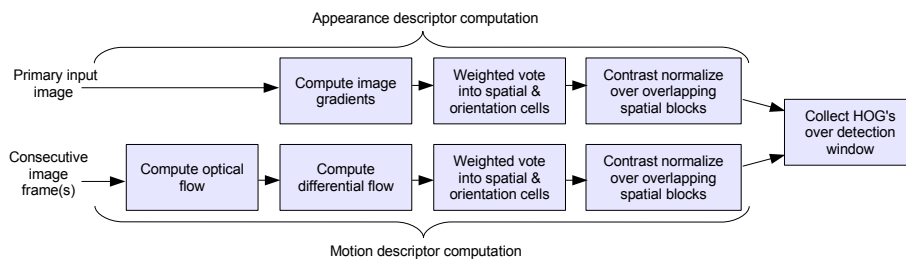 Appearance descriptor computation
Primary input
image
Compute image
gradients
Weighted vote
into spatial &
orientation cells
Contrast normalize
over overlapping
spatial blocks
Collect HOG's
over detection
window
Consecutive
image
frame(s)
Compute optical
flow
Compute
differential flow
Weighted vote
into spatial &
orientation cells
Contrast normalize
over overlapping
spatial blocks
Motion descriptor computation